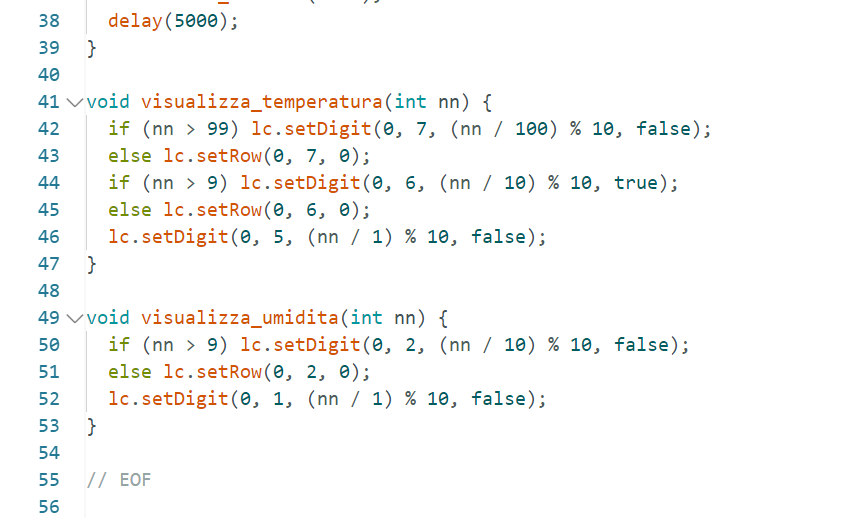 38 delay(5000);
39 }
40
41 void visualizza_temperatura(int nn) {
42 if (nn > 99) lc.setDigit(0, 7, (nn / 100) % 10, false);
43 else lc.setRow(0, 7, 0);
44 if (nn > 9) lc.setDigit(0, 6, (nn / 10) % 10, true);
45 else lc.setRow(0, 6, 0);
46 lc.setDigit(0, 5, (nn / 1) % 10, false);
47 }
48
49 void visualizza_umidita(int nn) {
50 if (nn > 9) lc.setDigit(0, 2, (nn / 10) % 10, false);
51 else lc.setRow(0, 2, 0);
52 lc.setDigit(0, 1, (nn / 1) % 10, false);
53 }
54
55 // EOF
56